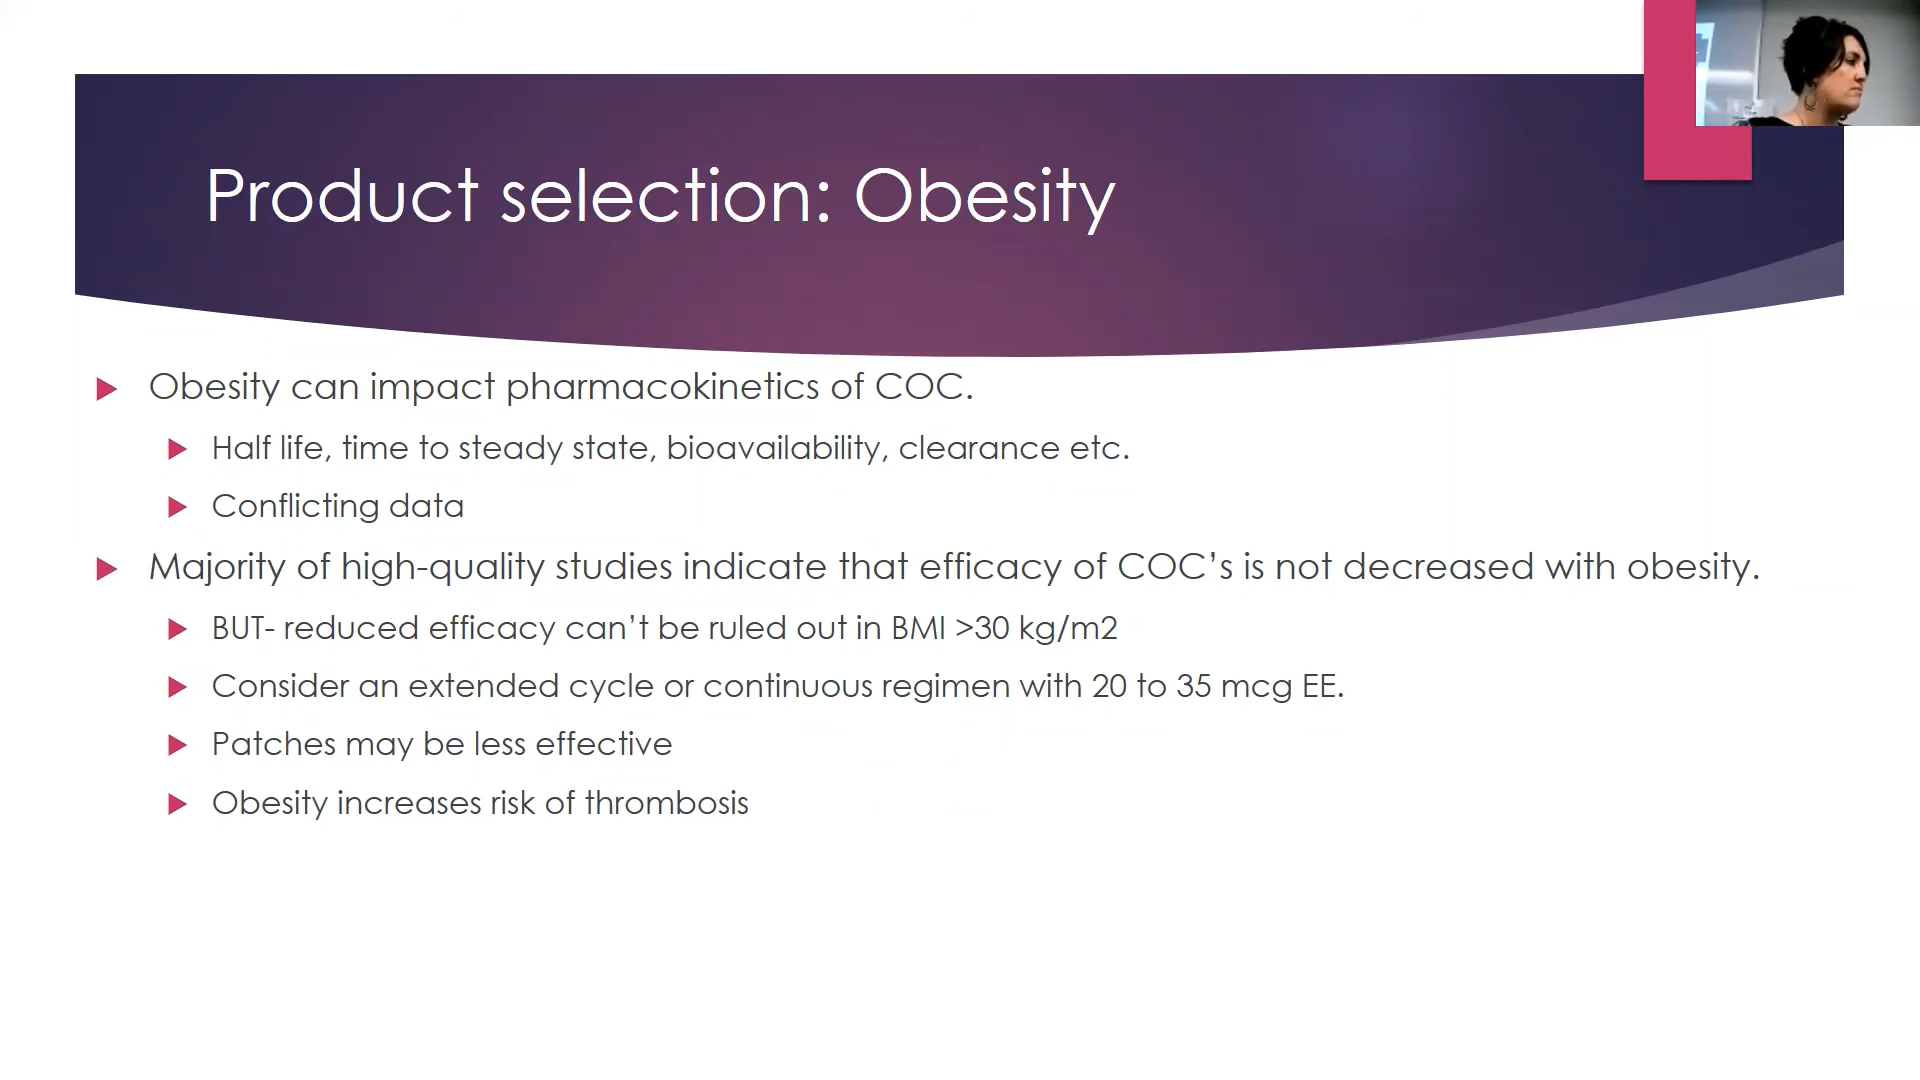 Product selection: Obesity
Obesity can impact pharmacokinetics of COC.
Half life, time to steady state, bioavailability, clearance etc.
Conflicting data
Majority of high-quality studies indicate that efficacy of COC’s is not decreased with obesity.
BUT- reduced efficacy can’t be ruled out in BMI >30 kg/m2
Consider an extended cycle or continuous regimen with 20 to 35 mcg EE.
Patches may be less effective
Obesity increases risk of thrombosis